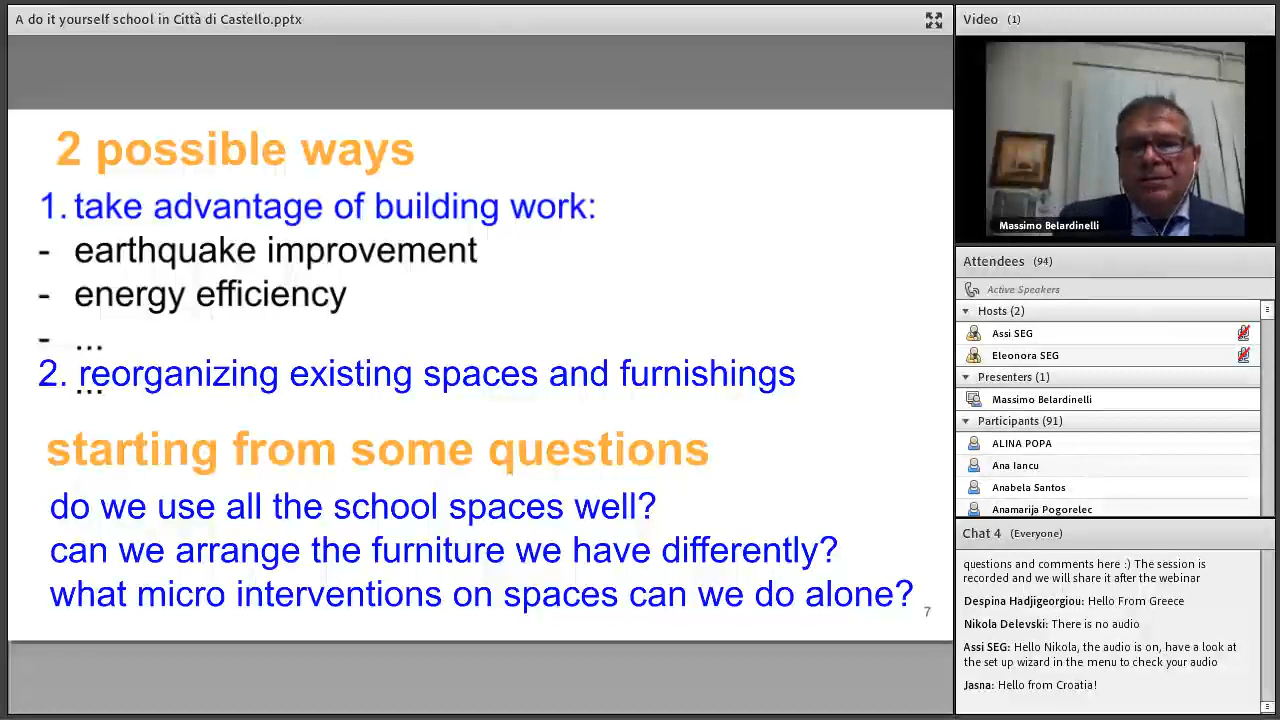 A do it yourself school in Città di Castello.pptx
2 possible ways
1. take advantage of building work:
- earthquake improvement
- energy efficiency
- ...
...
2. reorganizing existing spaces and furnishings
starting from some questions
do we use all the school spaces well?
can we arrange the furniture we have differently?
what micro interventions on spaces can we do alone?
7
Video (1)
Massimo Belardinelli
Attendees (94)
Active Speakers
Hosts (2)
Assi SEG
Eleonora SEG
Presenters (1)
Massimo Belardinelli
Participants (91)
ALINA POPA
Ana Iancu
Anabela Santos
Anamarija Pogorelec
Chat 4 (Everyone)
questions and comments here :) The session is
recorded and we will share it after the webinar
Despina Hadjigeorgiou: Hello From Greece
Nikola Delevski: There is no audio
Assi SEG: Hello Nikola, the audio is on, have a look at
the set up wizard in the menu to check your audio
Jasna: Hello from Croatia!